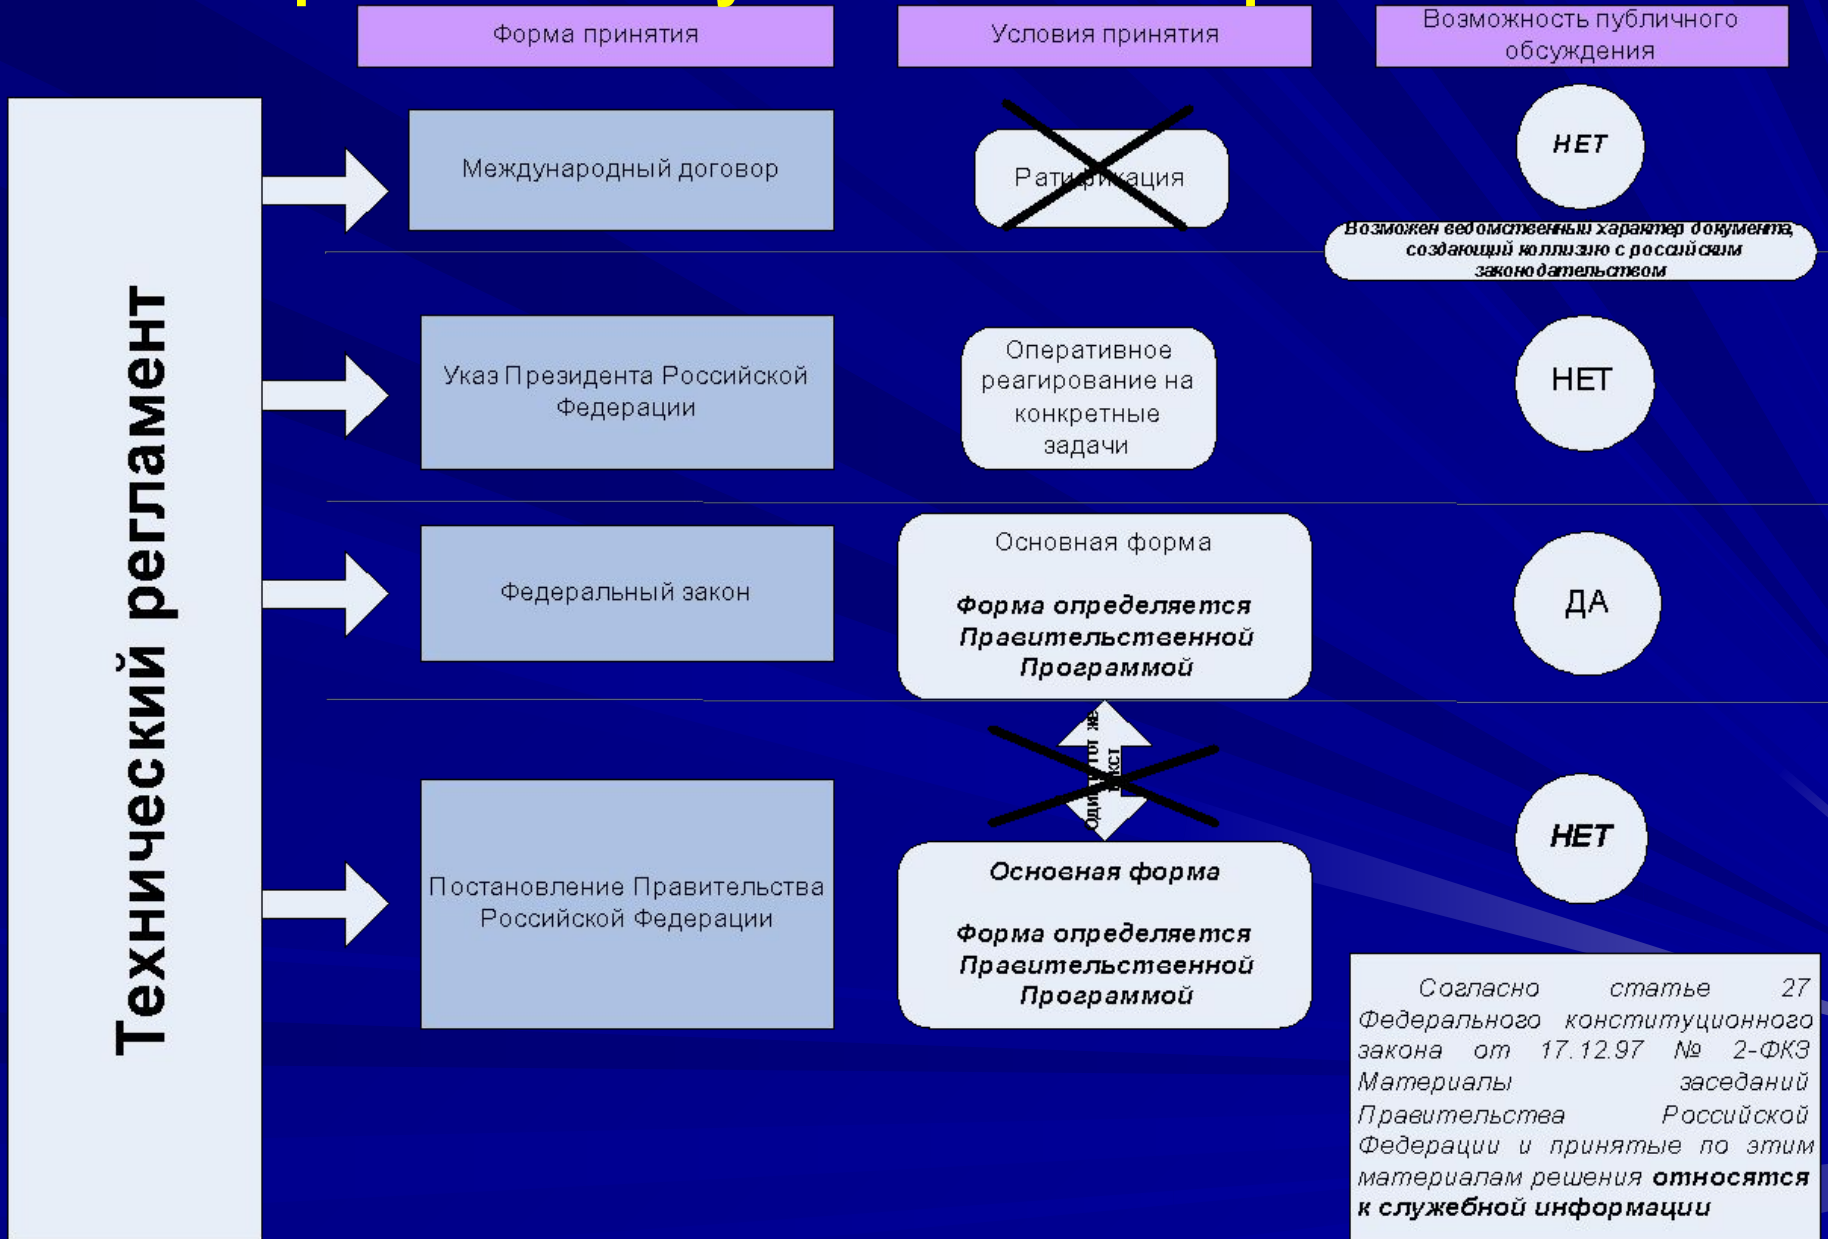 Форма принятия
Условия принятия
Возможность публичного
обсуждения
Технический регламент
Международный договор
Ратификация
НЕТ
Возможен ведомственный характер документа,
создающий коллизию с российским
законодательством
Указ Президента Российской
Федерации
Оперативное
реагирование на
конкретные
задачи
НЕТ
Федеральный закон
Основная форма
Форма определяется
Правительственной
Программой
ДА
Один и тот же
текст
Постановление Правительства
Российской Федерации
Основная форма
Форма определяется
Правительственной
Программой
НЕТ
Согласно статье 27
Федерального конституционного
закона от 17.12.97 № 2-ФКЗ
Материалы заседаний
Правительства Российской
Федерации и принятые по этим
материалам решения относятся
к служебной информации